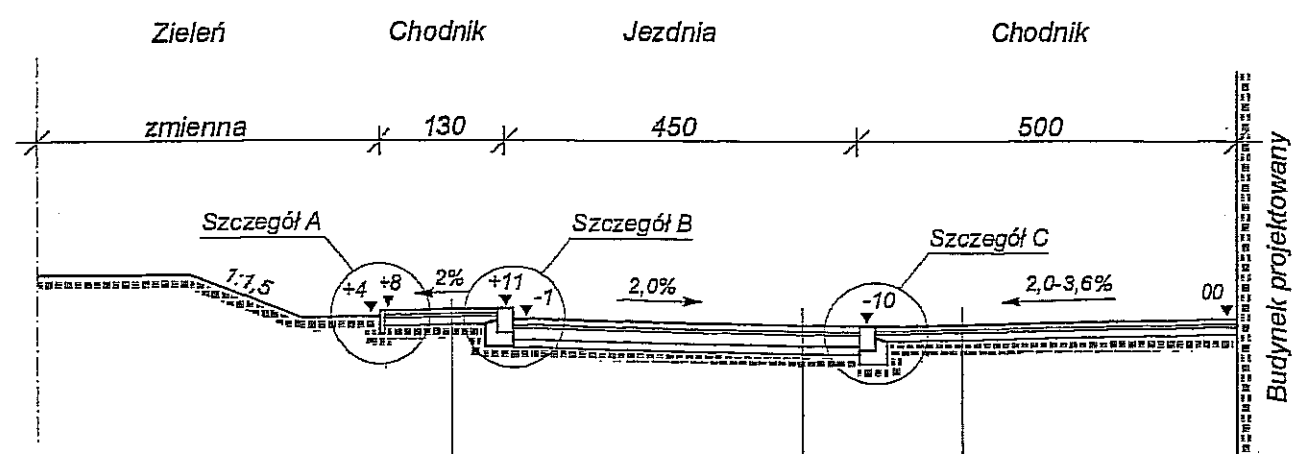 Zieleń Chodnik Jezdnia Chodnik
zmienna 130 450 500
Szczegół A Szczegół B Szczegół C
1:1,5 +4 +8 2% +11 -1 2,0% -10 2,0-3,6% 00
Budynek projektowany